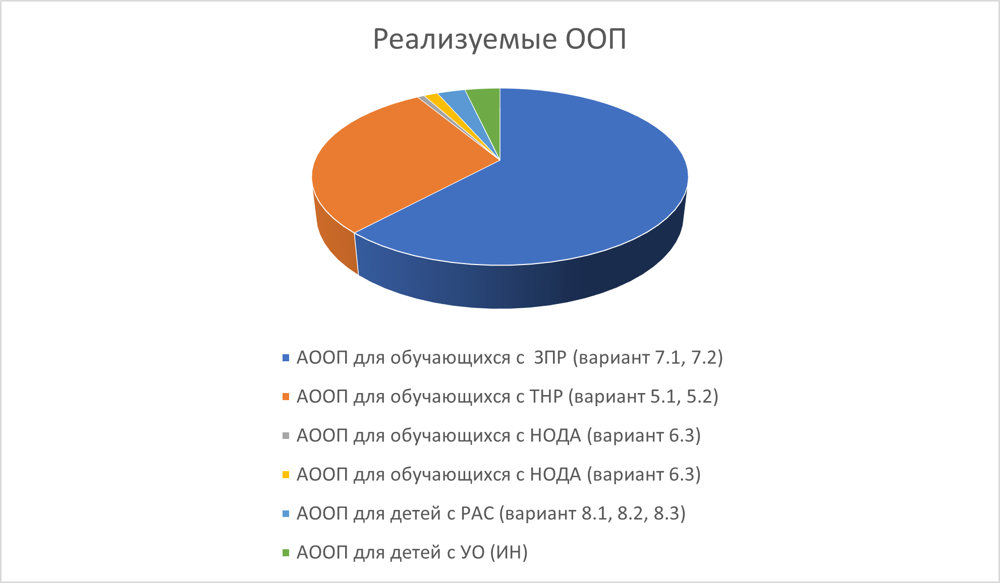 Реализуемые ООП
АООП для обучающихся с  ЗПР (вариант 7.1, 7.2)
АООП для обучающихся с ТНР (вариант 5.1, 5.2)
АООП для обучающихся с НОДА (вариант 6.3)
АООП для обучающихся с НОДА (вариант 6.3)
АООП для детей с РАС (вариант 8.1, 8.2, 8.3)
АООП для детей с УО (ИН)